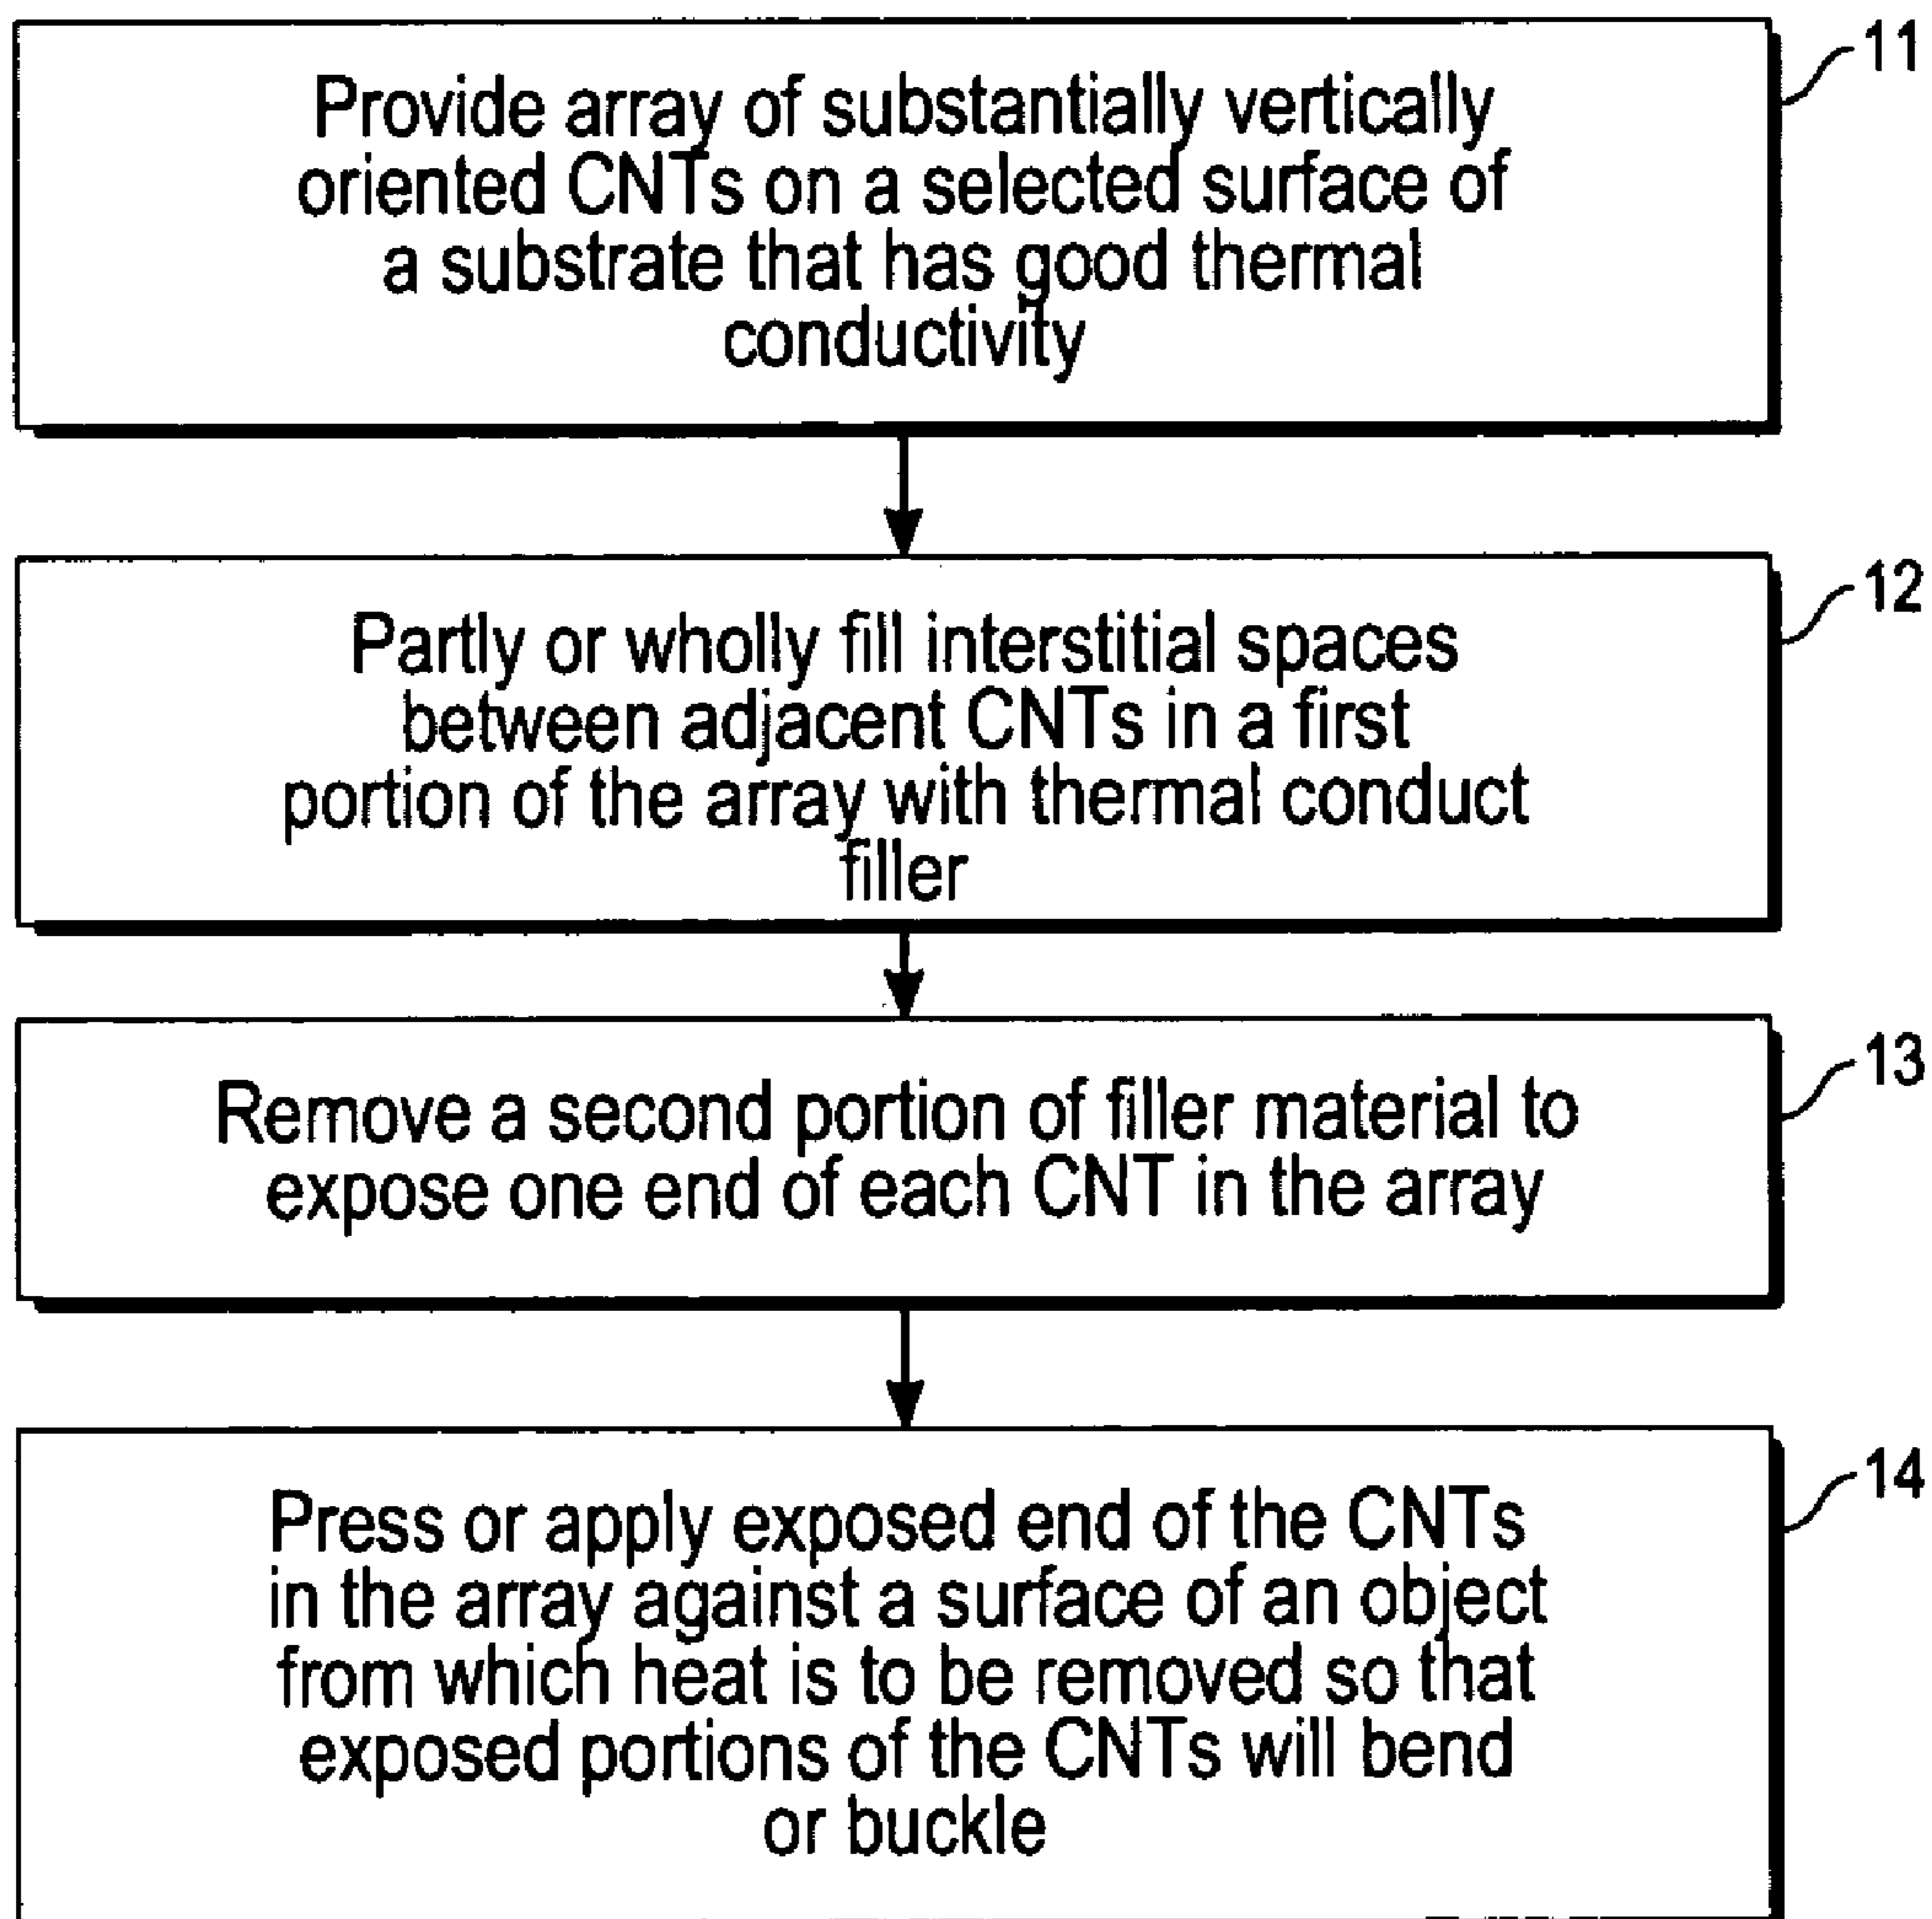 11
Provide array of substantially vertically
oriented CNTs on a selected surface of
a substrate that has good thermal
conductivity
12
Partly or wholly fill interstitial spaces
between adjacent CNTs in a first
portion of the array with thermal conduct
filler
13
Remove a second portion of filler material to
expose one end of each CNT in the array
14
Press or apply exposed end of the CNTs
in the array against a surface of an object
from which heat is to be removed so that
exposed portions of the CNTs will bend
or buckle